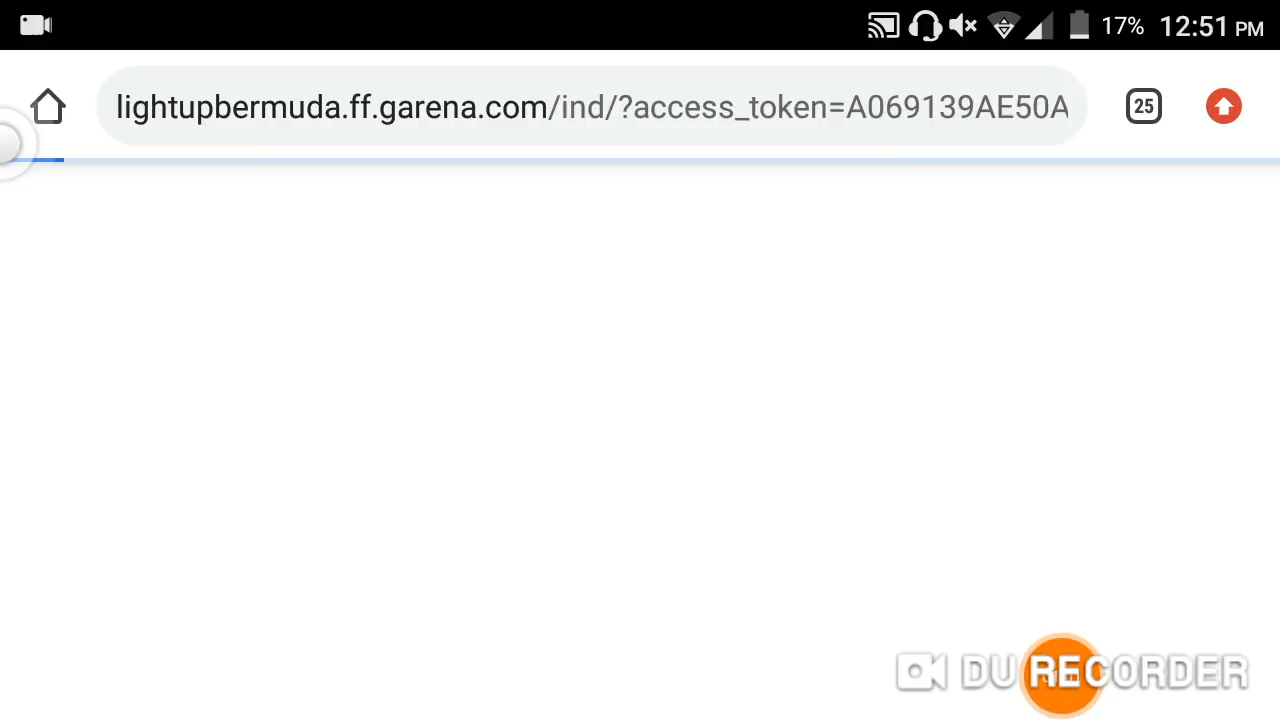 17% 12:51 PM
lightupbermuda.ff.garena.com/ind/?access_token=A069139AE50A
25
DU RECORDER